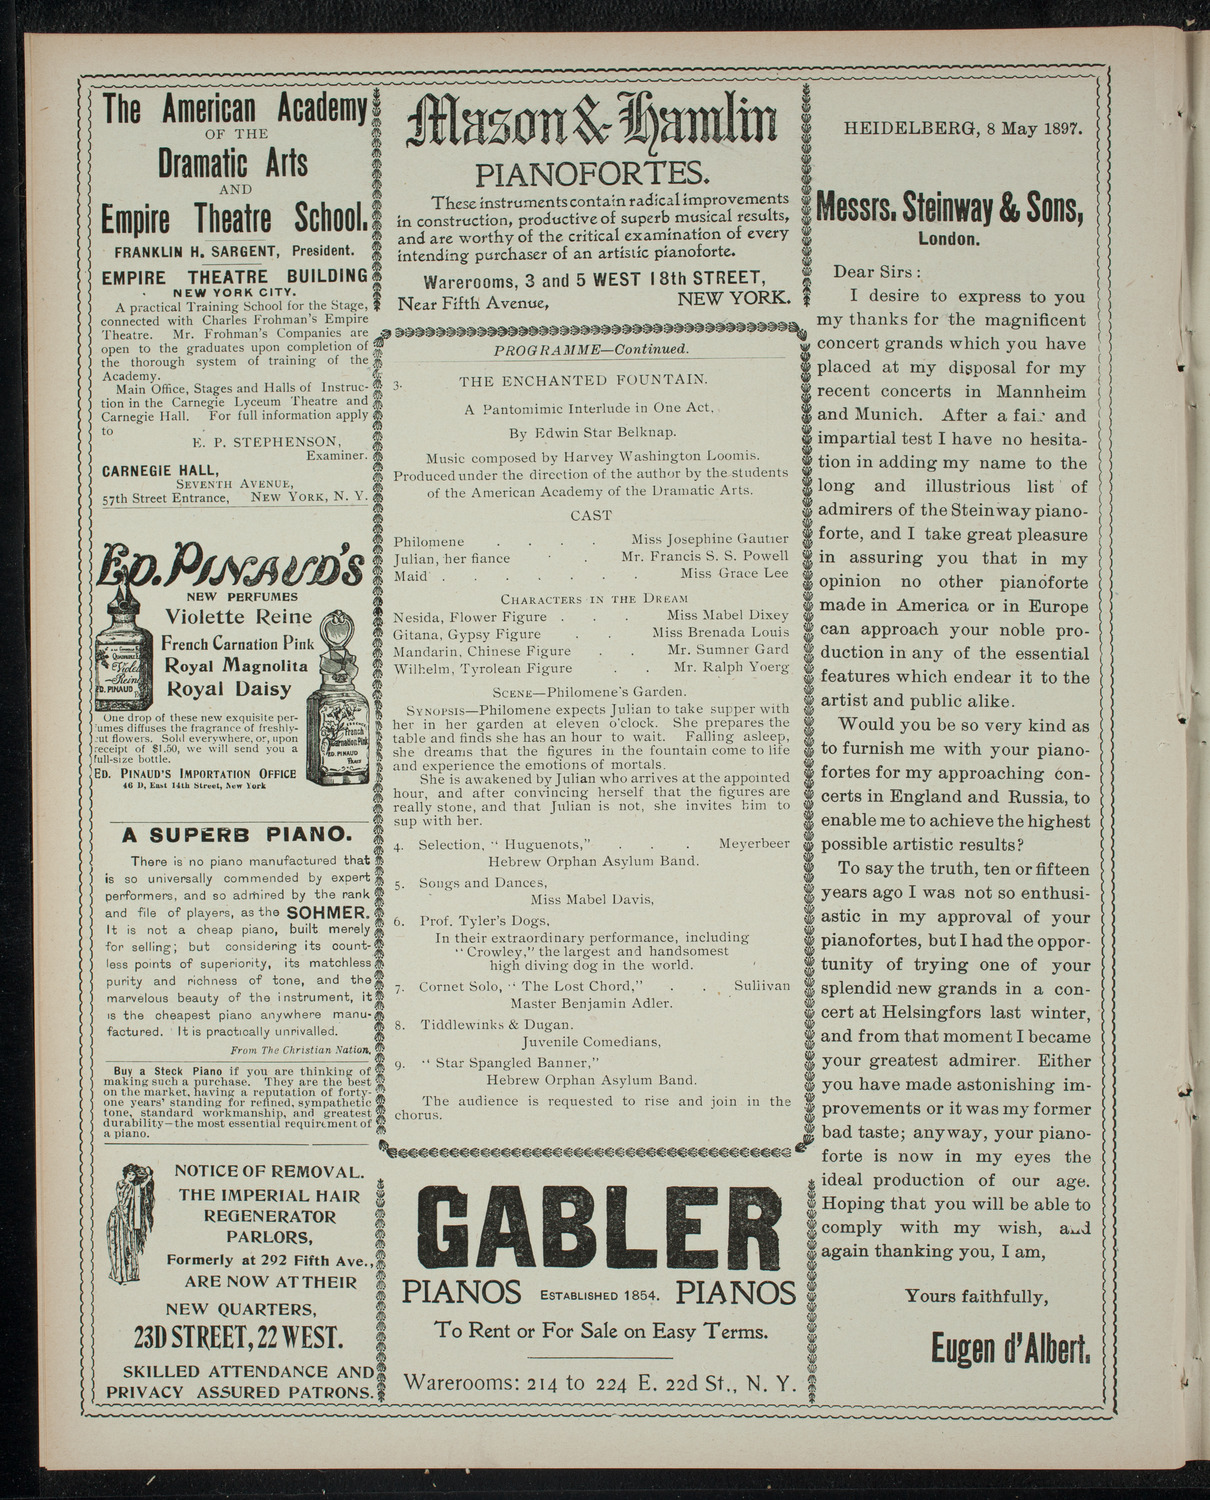 The American Academy
OF THE
Dramatic Arts
AND
Empire Theatre School.
FRANKLIN H. SARGENT, President.
EMPIRE THEATRE BUILDING
NEW YORK CITY.
A practical Training School for the Stage,
connected with Charles Frohman's Empire
Theatre. Mr. Frohman's Companies are
open to the graduates upon completion of
the thorough system of training of the
Academy.
Main Office, Stages and Halls of Instruc-
tion in the Carnegie Lyceum Theatre and
Carnegie Hall. For full information apply
to
E. P. STEPHENSON,
Examiner.
CARNEGIE HALL,
SEVENTH AVENUE,
57th Street Entrance, NEW YORK, N. Y.
ED. PINAUD'S
NEW PERFUMES
Violette Reine
French Carnation Pink
Royal Magnolita
Royal Daisy
One drop of these new exquisite per-
fumes diffuses the fragrance of freshly-
cut flowers. Sold everywhere, or, upon
receipt of $1.50, we will send you a
full-size bottle.
ED. PINAUD'S IMPORTATION OFFICE
46 D, East 14th Street, New York
A SUPERB PIANO.
There is no piano manufactured that
is so universally commended by expert
performers, and so admired by the rank
and file of players, as the SOHMER.
It is not a cheap piano, built merely
for selling; but considering its count-
less points of superiority, its matchless
purity and richness of tone, and the
marvelous beauty of the instrument, it
is the cheapest piano anywhere manu-
factured. It is practically unrivalled.
From The Christian Nation,
Buy a Steck Piano if you are thinking of
making such a purchase. They are the best
on the market, having a reputation of forty-
one years' standing for refined, sympathetic
tone, standard workmanship, and greatest
durability—the most essential requirement of
a piano.
NOTICE OF REMOVAL.
THE IMPERIAL HAIR
REGENERATOR
PARLORS,
Formerly at 292 Fifth Ave.,
ARE NOW AT THEIR
NEW QUARTERS,
23D STREET, 22 WEST.
SKILLED ATTENDANCE AND
PRIVACY ASSURED PATRONS.
Mason & Hamlin
PIANOFORTES.
These instruments contain radical improvements
in construction, productive of superb musical results,
and are worthy of the critical examination of every
intending purchaser of an artistic pianoforte.
Warerooms, 3 and 5 WEST 18th STREET,
Near Fifth Avenue, NEW YORK.
PROGRAMME—Continued.
3. THE ENCHANTED FOUNTAIN.
A Pantomimic Interlude in One Act.
By Edwin Star Belknap.
Music composed by Harvey Washington Loomis.
Produced under the direction of the author by the students
of the American Academy of the Dramatic Arts.
CAST
Philomene . . . . Miss Josephine Gautier
Julian, her fiance . . Mr. Francis S. S. Powell
Maid . . . . . . . Miss Grace Lee
CHARACTERS IN THE DREAM
Nesida, Flower Figure . . . Miss Mabel Dixey
Gitana, Gypsy Figure . . Miss Brenada Louis
Mandarin, Chinese Figure . . Mr. Sumner Gard
Wilhelm, Tyrolean Figure . Mr. Ralph Yoerg
SCENE—Philomene's Garden.
SYNOPSIS—Philomene expects Julian to take supper with
her in her garden at eleven o'clock. She prepares the
table and finds she has an hour to wait. Falling asleep,
she dreams that the figures in the fountain come to life
and experience the emotions of mortals.
She is awakened by Julian who arrives at the appointed
hour, and after convincing herself that the figures are
really stone, and that Julian is not, she invites him to
sup with her.
4. Selection, "Huguenots," . . . Meyerbeer
Hebrew Orphan Asylum Band.
5. Songs and Dances,
Miss Mabel Davis,
6. Prof. Tyler's Dogs,
In their extraordinary performance, including
"Crowley," the largest and handsomest
high diving dog in the world.
7. Cornet Solo, "The Lost Chord," . . Sullivan
Master Benjamin Adler.
8. Tiddlewinks & Dugan.
Juvenile Comedians,
9. "Star Spangled Banner,"
Hebrew Orphan Asylum Band.
The audience is requested to rise and join in the
chorus.
GABLER
PIANOS ESTABLISHED 1854. PIANOS
To Rent or For Sale on Easy Terms.
Warerooms: 214 to 224 E. 22d St., N. Y.
HEIDELBERG, 8 May 1897.
Messrs. Steinway & Sons,
London.
Dear Sirs:
I desire to express to you
my thanks for the magnificent
concert grands which you have
placed at my disposal for my
recent concerts in Mannheim
and Munich. After a fair and
impartial test I have no hesita-
tion in adding my name to the
long and illustrious list of
admirers of the Steinway piano-
forte, and I take great pleasure
in assuring you that in my
opinion no other pianoforte
made in America or in Europe
can approach your noble pro-
duction in any of the essential
features which endear it to the
artist and public alike.
Would you be so very kind as
to furnish me with your piano-
fortes for my approaching con-
certs in England and Russia, to
enable me to achieve the highest
possible artistic results?
To say the truth, ten or fifteen
years ago I was not so enthusi-
astic in my approval of your
pianofortes, but I had the oppor-
tunity of trying one of your
splendid new grands in a con-
cert at Helsingfors last winter,
and from that moment I became
your greatest admirer. Either
you have made astonishing im-
provements or it was my former
bad taste; anyway, your piano-
forte is now in my eyes the
ideal production of our age.
Hoping that you will be able to
comply with my wish, and
again thanking you, I am,
Yours faithfully,
Eugen d'Albert.